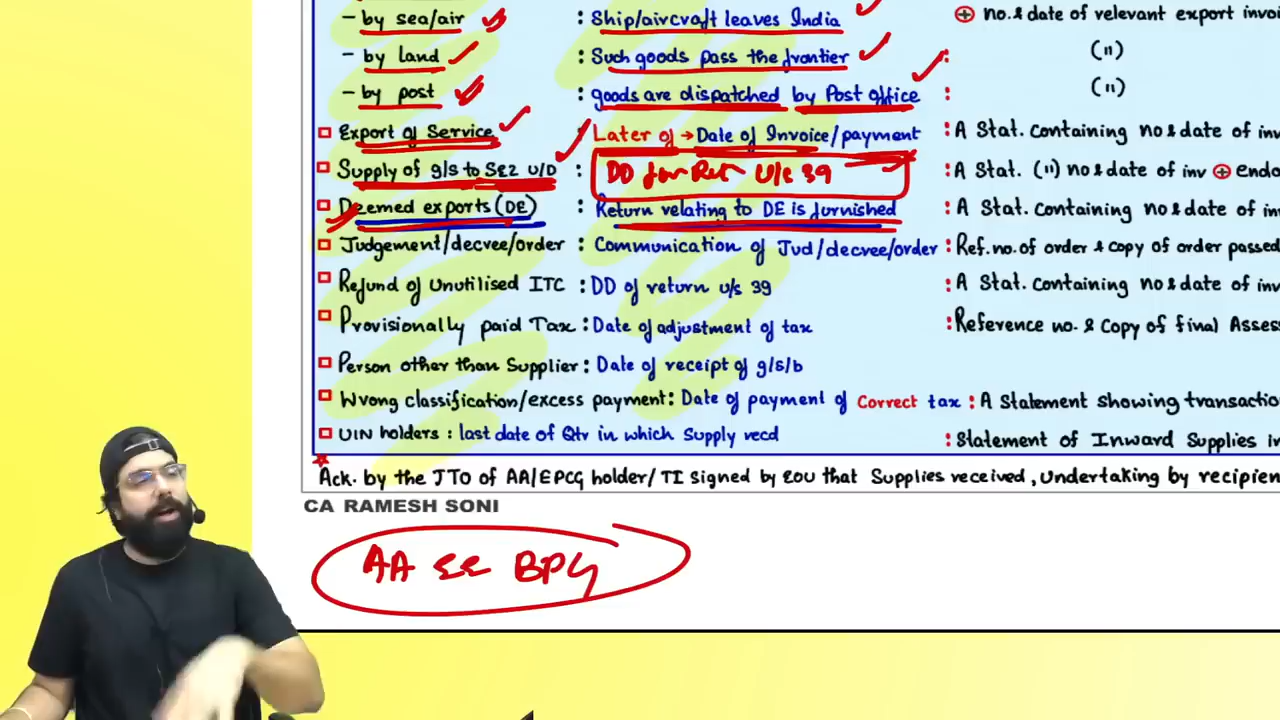 – by sea/air : Ship/aircraft leaves India ⊕ no. & date of relevant export invoi
– by land : Such goods pass the frontier : (")
– by post : goods are dispatched by Post office : (")
Export of Service Later of → Date of Invoice/payment : A Stat. containing no & date of inv
Supply of g/s to SEZ U/D : DD for Ret U/s 39 : A Stat. (") no & date of inv ⊕ endo
Deemed exports (DE) : Return relating to DE is furnished : A Stat. Containing no & date of inv
Judgement/decree/order : Communication of Jud/decree/order : Ref. no. of order & copy of order passed
Refund of Unutilised ITC : DD of return u/s 39 : A Stat. Containing no & date of inv
Provisionally paid Tax : Date of adjustment of tax : Reference no. & Copy of final Assess
Person other than Supplier : Date of receipt of g/s/b
Wrong classification/excess payment : Date of payment of Correct tax : A Statement showing transactio
UIN holders : last date of Qtr in which Supply recd : Statement of Inward Supplies in
* Ack. by the JTO of AA/EPCG holder/ TI signed by EOU that Supplies received, Undertaking by recipien
CA RAMESH SONI
AA EE BPG